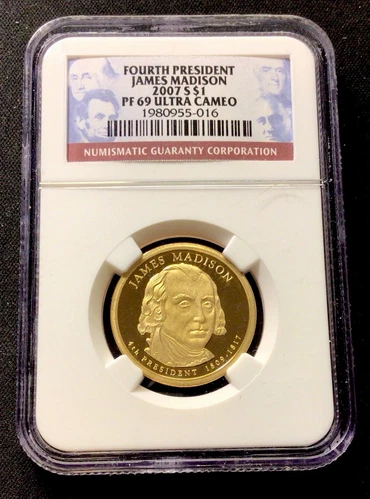 FOURTH PRESIDENT
JAMES MADISON
2007 S $1
PF 69 ULTRA CAMEO
1980955-016
NUMISMATIC GUARANTY CORPORATION
JAMES MADISON
4th PRESIDENT 1809-1817